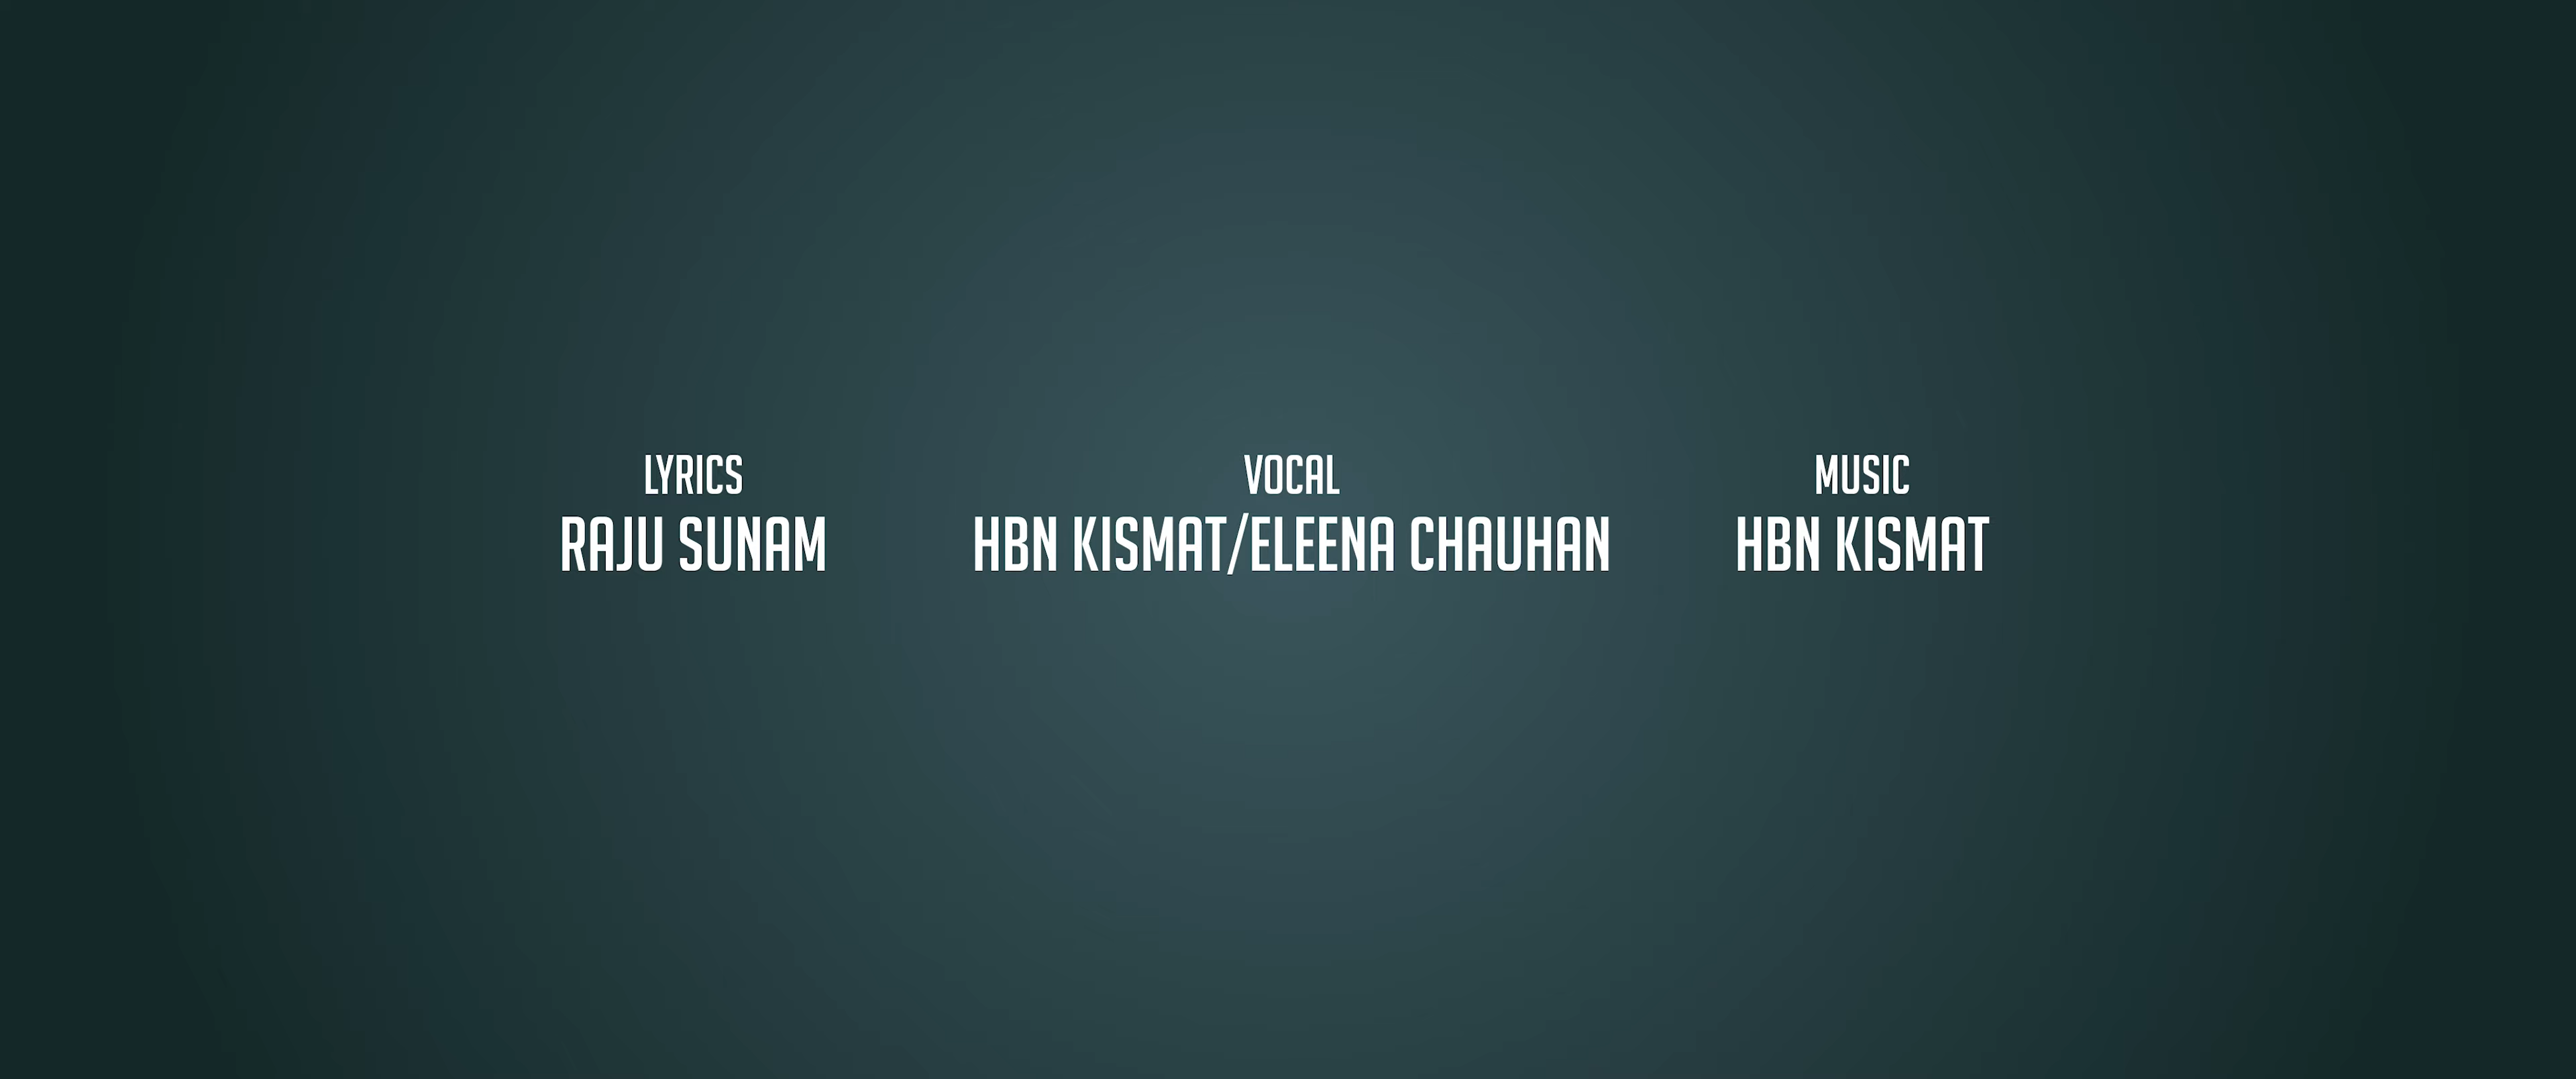 LYRICS
RAJU SUNAM
VOCAL
HBN KISMAT/ELEENA CHAUHAN
MUSIC
HBN KISMAT